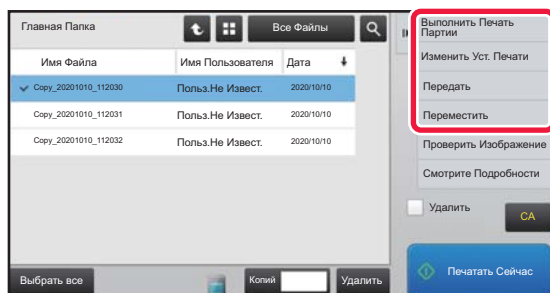 Главная Папка
Все Файлы
Имя Файла
Имя Пользователя
Дата
Copy_20201010_112030
Польз.Не Извест.
2020/10/10
Copy_20201010_112031
Польз.Не Извест.
2020/10/10
Copy_20201010_112032
Польз.Не Извест.
2020/10/10
Выбрать все
Копий
Удалить
Выполнить Печать
Партии
Изменить Уст. Печати
Передать
Переместить
Проверить Изображение
Смотрите Подробности
Удалить
CA
Печатать Сейчас